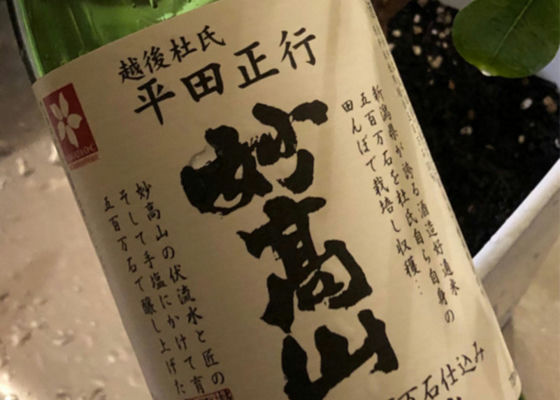 越後杜氏
平田正行
妙高山
新潟県が誇る酒造好適米
五百万石を杜氏自ら自身の
田んぼで栽培し収穫…
妙高山の伏流水と匠の
そして手塩にかけて育
五百万石で醸し上げた
万石仕込み